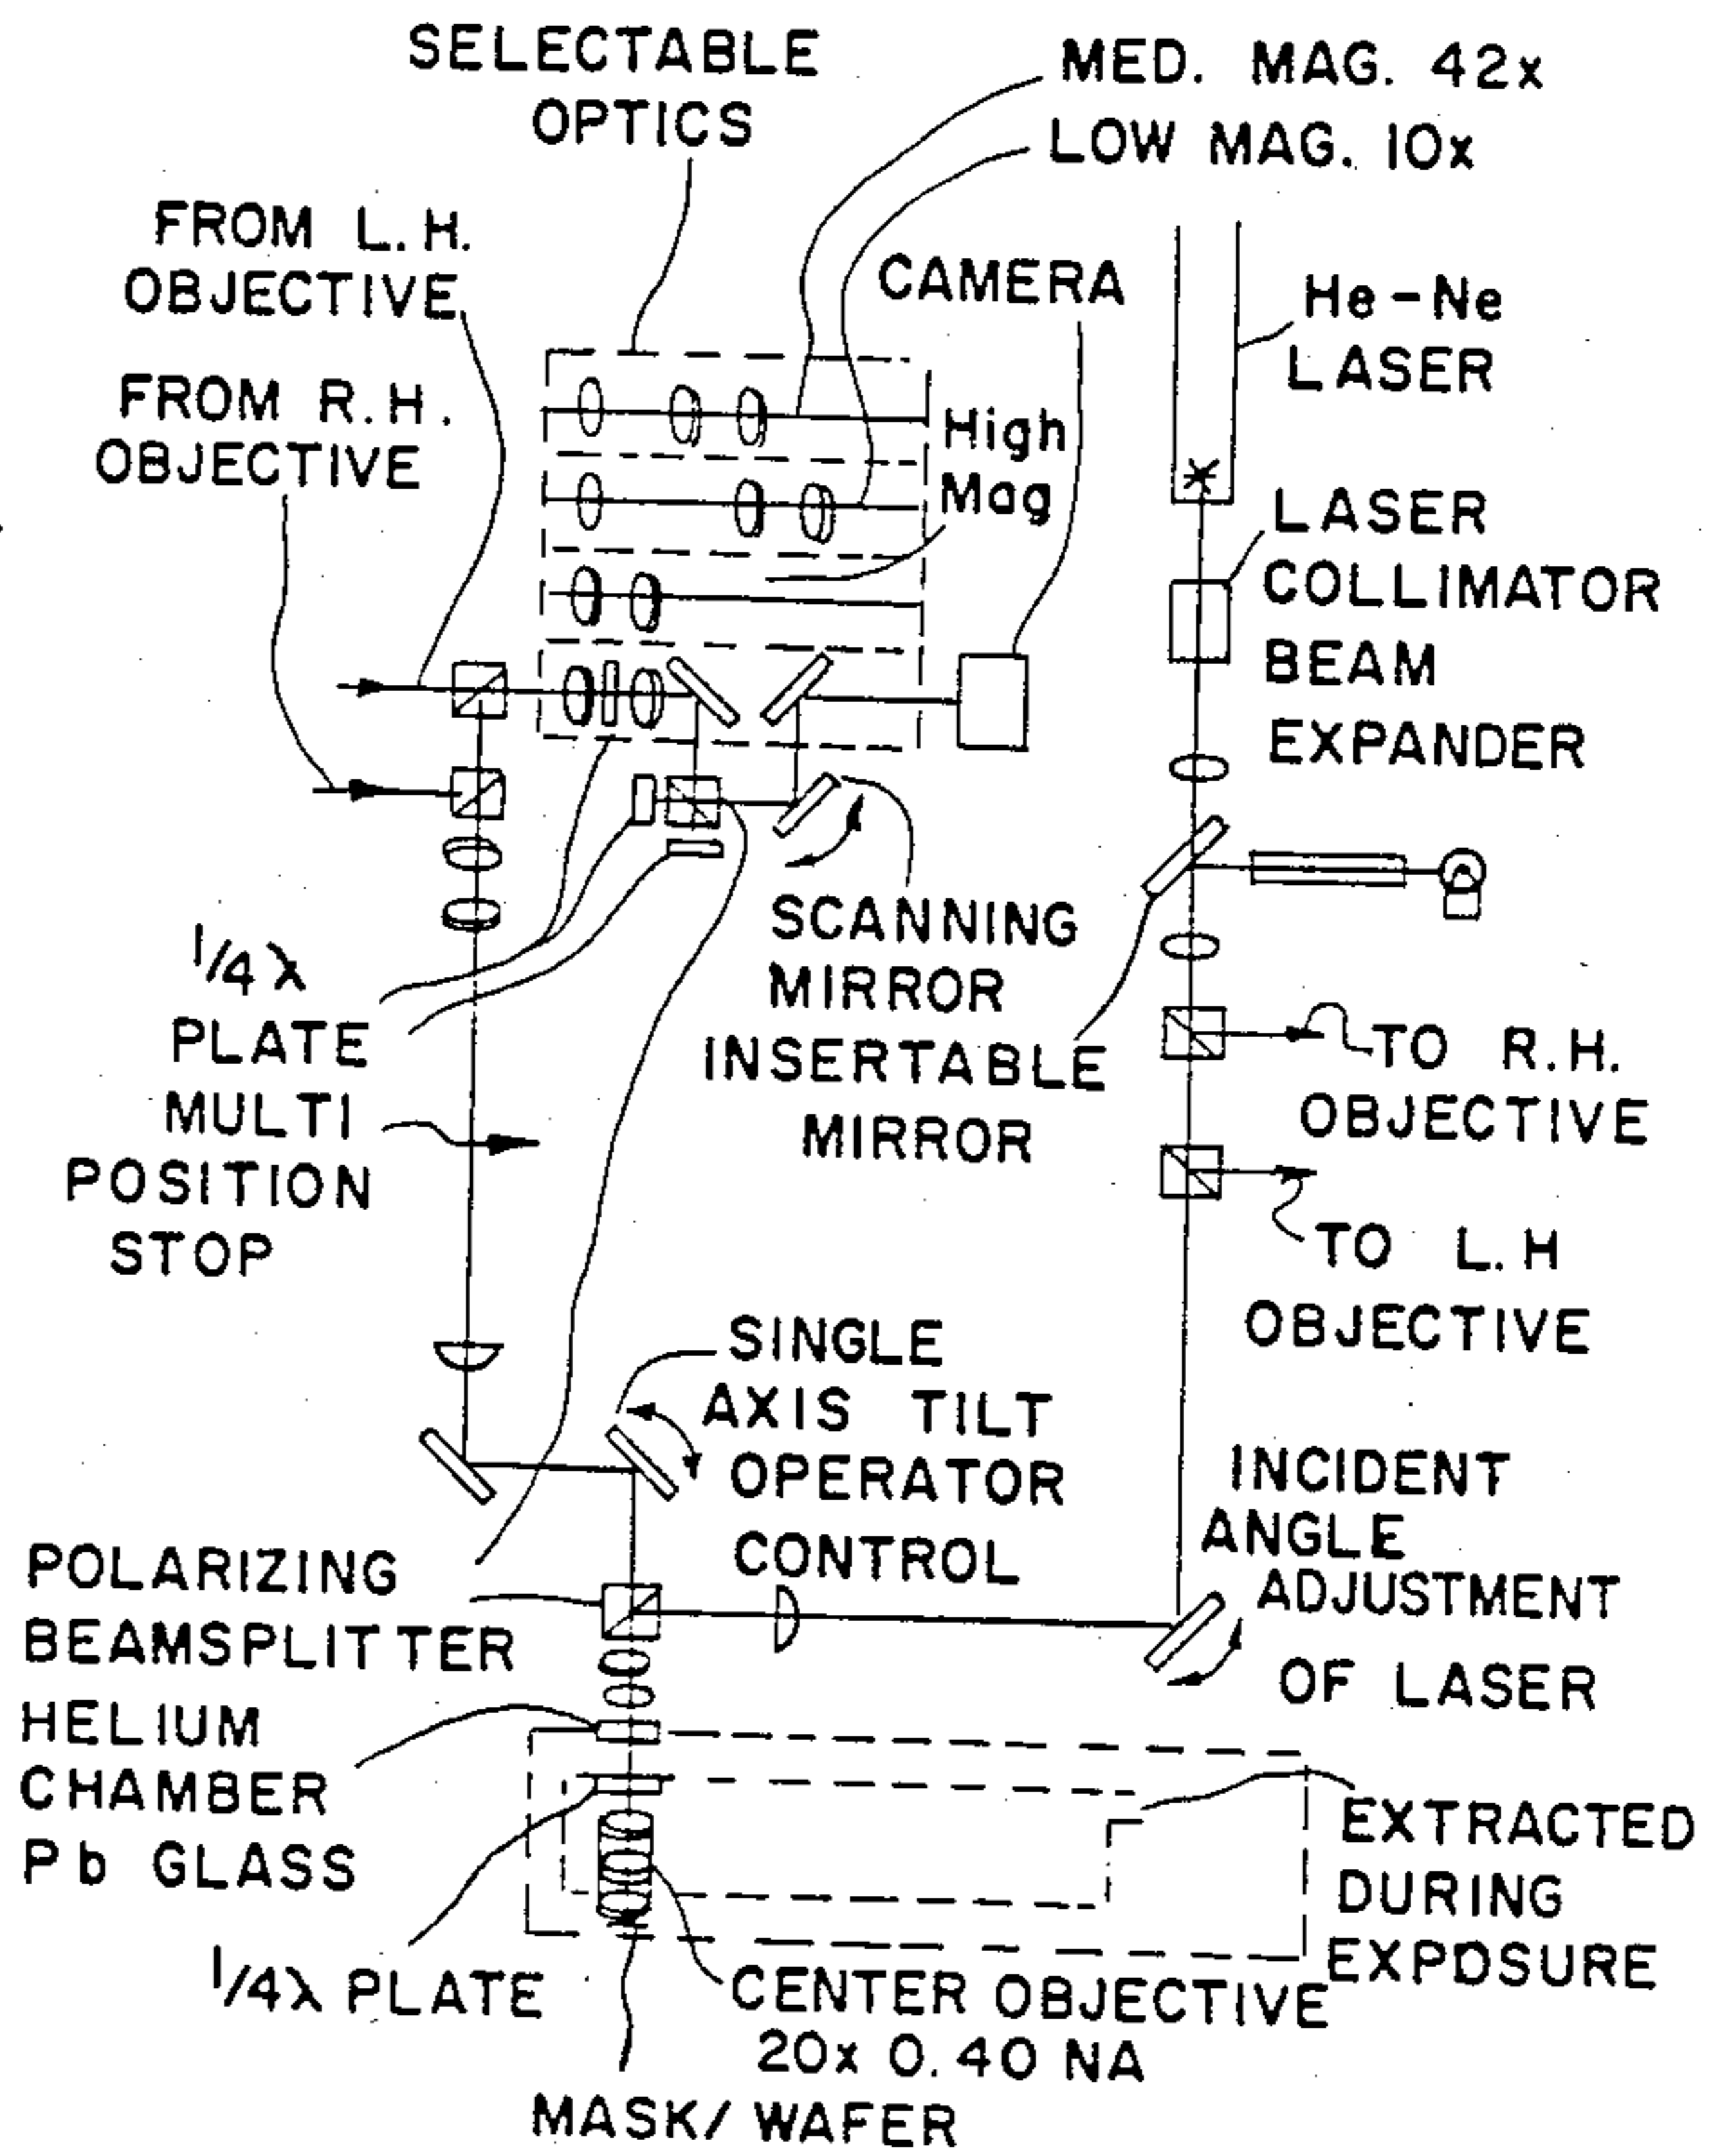 SELECTABLE
OPTICS
MED. MAG. 42x
LOW MAG. 10x
FROM L.H.
OBJECTIVE
CAMERA
He-Ne
LASER
FROM R.H.
OBJECTIVE
High
Mag
LASER
COLLIMATOR
BEAM
EXPANDER
1/4 λ
PLATE
SCANNING
MIRROR
INSERTABLE
MIRROR
MULTI
POSITION
STOP
TO R.H.
OBJECTIVE
TO L.H
OBJECTIVE
SINGLE
AXIS TILT
OPERATOR
CONTROL
INCIDENT
ANGLE
ADJUSTMENT
OF LASER
POLARIZING
BEAMSPLITTER
HELIUM
CHAMBER
Pb GLASS
EXTRACTED
DURING
EXPOSURE
1/4λ PLATE
CENTER OBJECTIVE
20x 0.40 NA
MASK/ WAFER